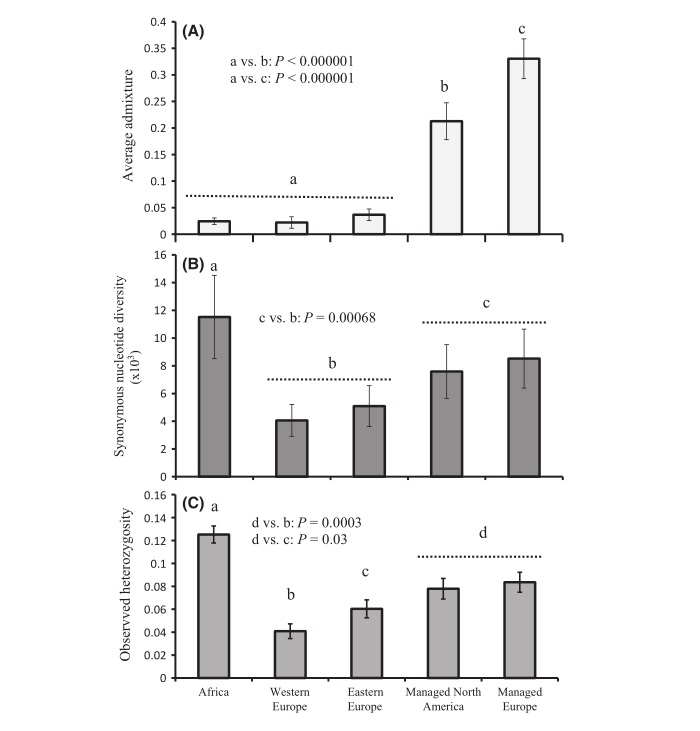 (A)
Average admixture
0.4
0.35
0.3
0.25
0.2
0.15
0.1
0.05
0
a vs. b: P < 0.000001
a vs. c: P < 0.000001
a
b
c
(B)
Synonymous nucleotide diversity
(x10³)
16
14
12
10
8
6
4
2
0
a
c vs. b: P = 0.00068
b
c
(C)
Observved heterozygosity
0.16
0.14
0.12
0.1
0.08
0.06
0.04
0.02
0
a
d vs. b: P = 0.0003
d vs. c: P = 0.03
b
c
d
Africa
Western
Europe
Eastern
Europe
Managed North
America
Managed
Europe